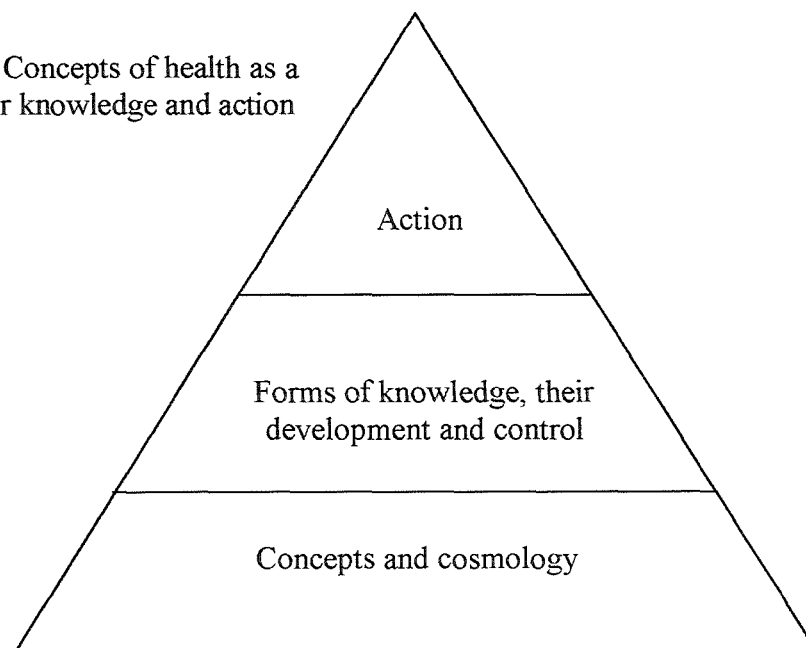 Concepts of health as a
r knowledge and action
Action
Forms of knowledge, their
development and control
Concepts and cosmology